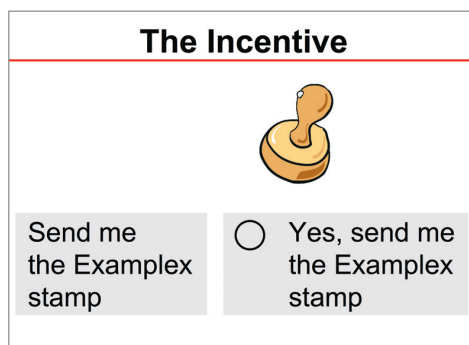 The Incentive
Send me
the Examplex
stamp
Yes, send me
the Examplex
stamp